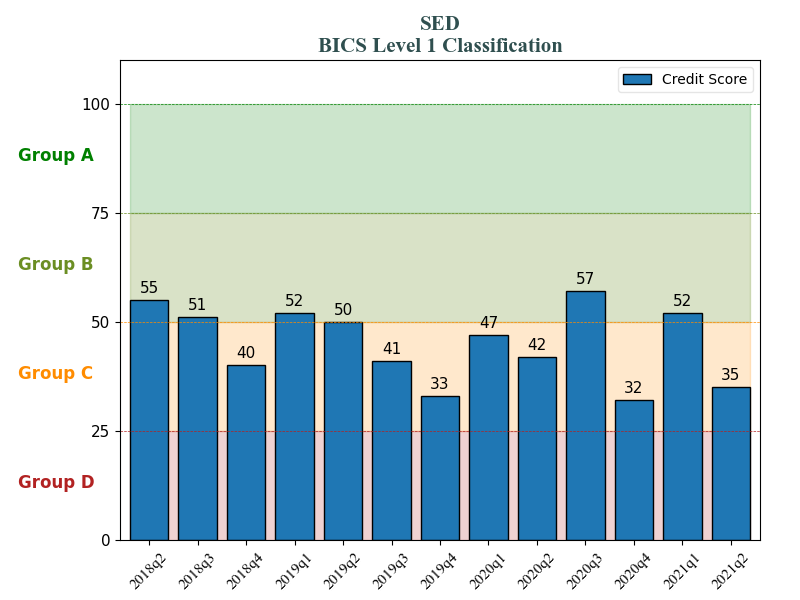 SED
BICS Level 1 Classification
Credit Score
100
Group A
75
Group B
55
51
40
52
50
41
33
47
42
57
32
52
35
50
Group C
25
Group D
0
2018q2
2018q3
2018q4
2019q1
2019q2
2019q3
2019q4
2020q1
2020q2
2020q3
2020q4
2021q1
2021q2